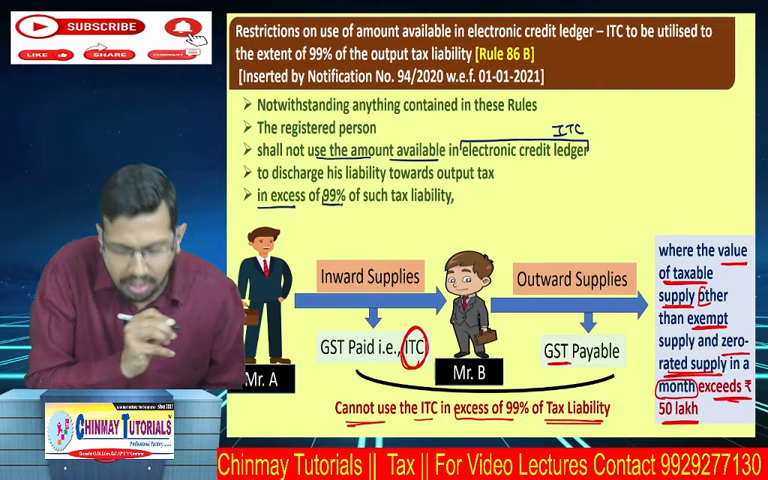 SUBSCRIBE
LIKE
SHARE
Restrictions on use of amount available in electronic credit ledger – ITC to be utilised to
the extent of 99% of the output tax liability [Rule 86 B]
[Inserted by Notification No. 94/2020 w.e.f. 01-01-2021]
➢ Notwithstanding anything contained in these Rules
➢ The registered person
ITC
➢ shall not use the amount available in electronic credit ledger
➢ to discharge his liability towards output tax
➢ in excess of 99% of such tax liability,
Inward Supplies
Outward Supplies
GST Paid i.e., ITC
GST Payable
Mr. A
Mr. B
Cannot use the ITC in excess of 99% of Tax Liability
where the value
of taxable
supply other
than exempt
supply and zero-
rated supply in a
month exceeds ₹
50 lakh
CHINMAY TUTORIALS
Professional Factory......
Chinmay Tutorials || Tax || For Video Lectures Contact 9929277130